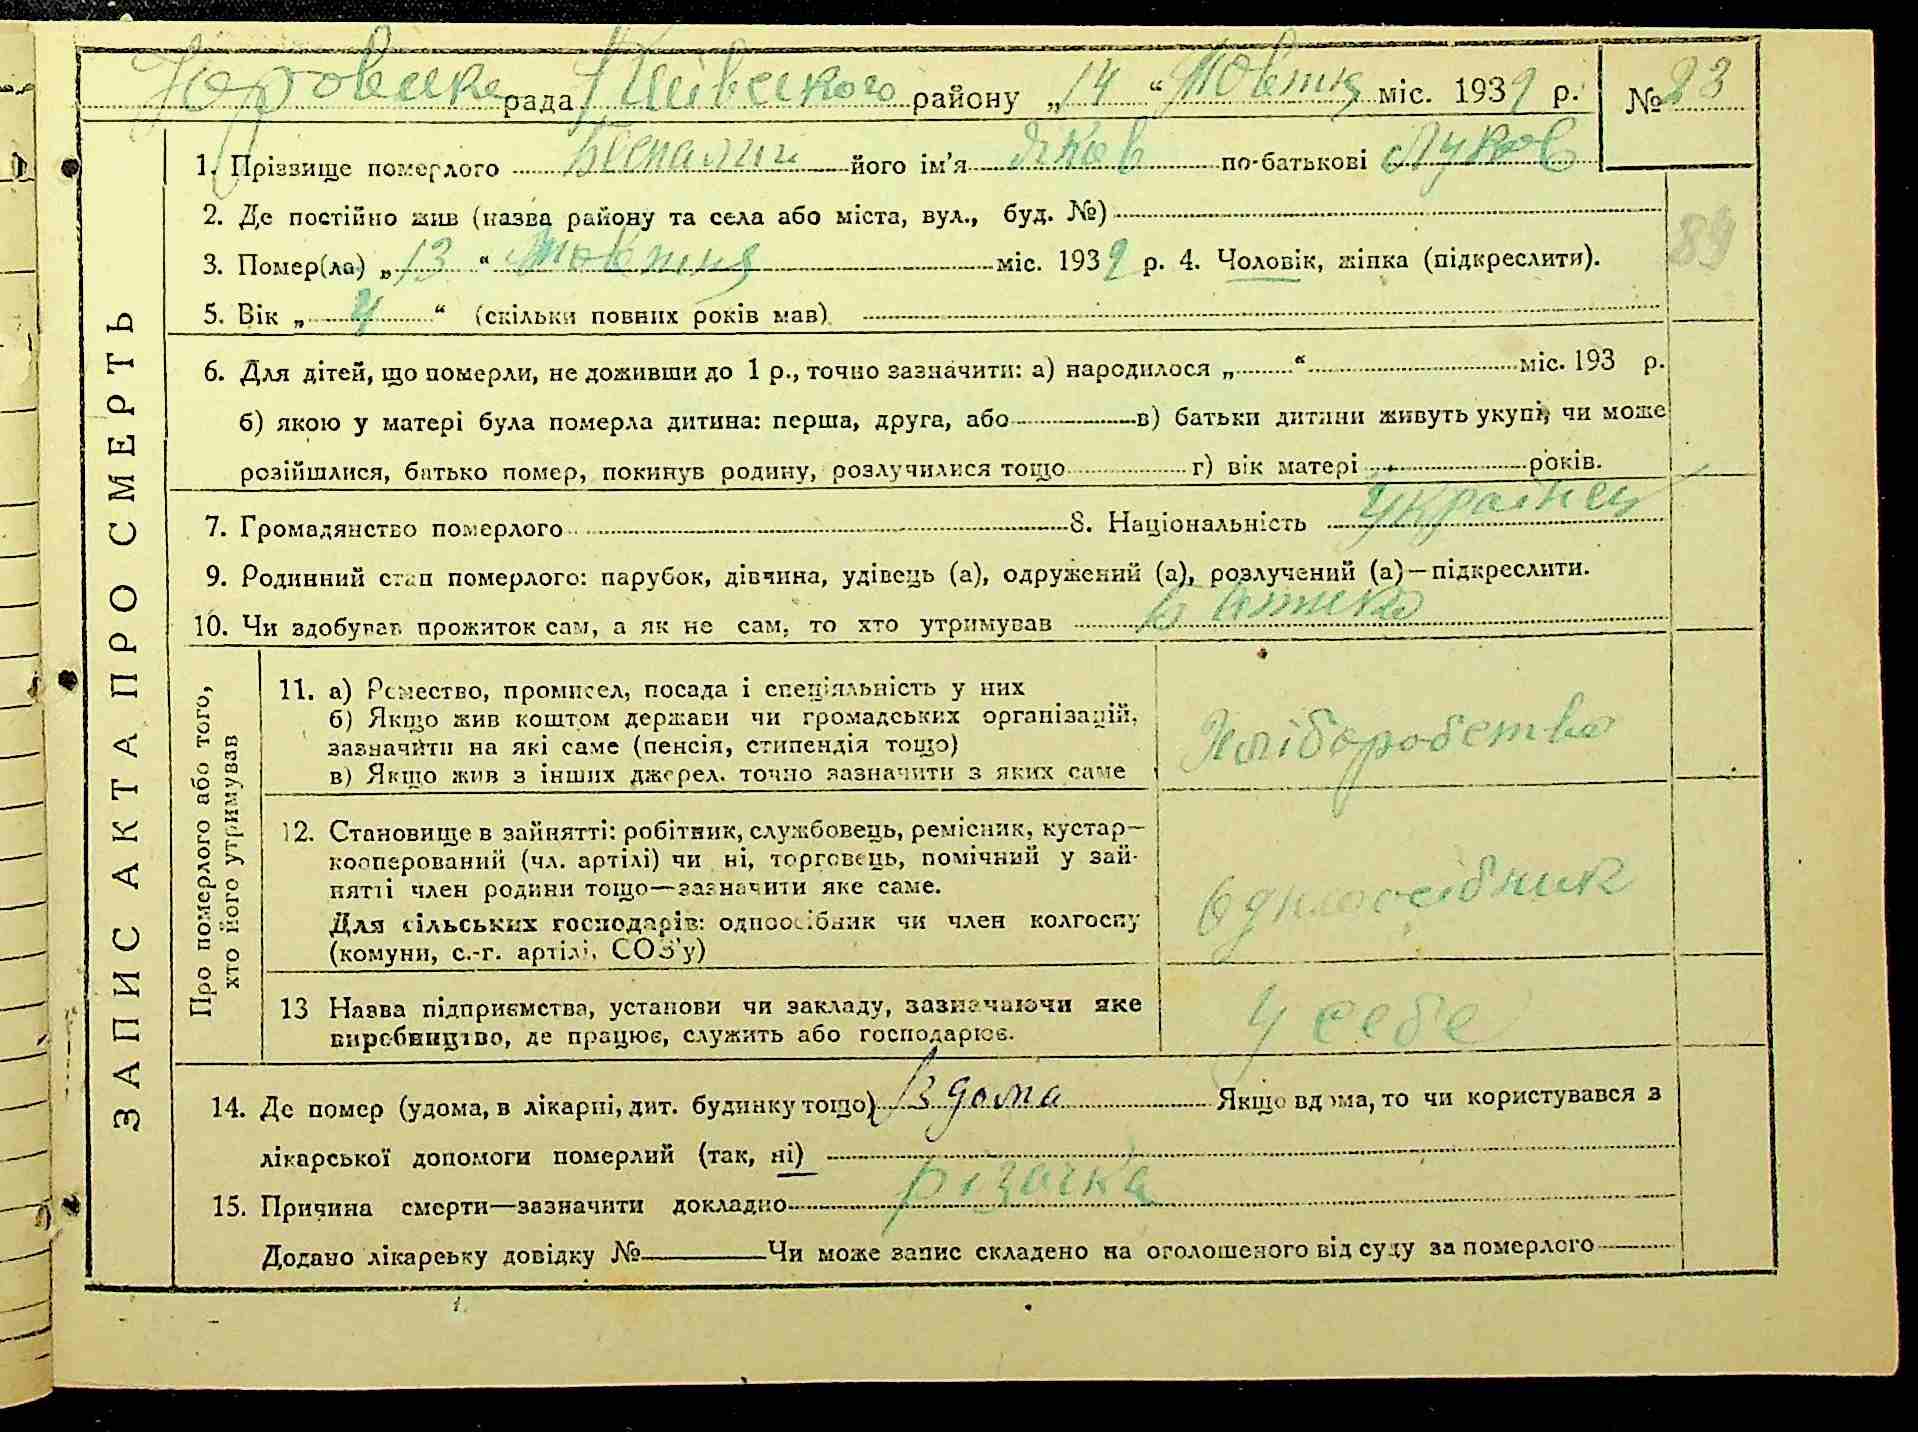 Юровська рада Київського району „14“ Жовтня міс. 1932 р. № 23
1. Прізвище померлого його ім’я Яков по-батькові Луков
2. Де постійно жив (назва району та села або міста, вул., буд. №)
3. Помер(ла) „13“ Жовтня міс. 1932 р. 4. Чоловік, жінка (підкреслити).
89
5. Вік „4“ (скільки повних років мав)
6. Для дітей, що померли, не доживши до 1 р., точно зазначити: а) народилося „ “ міс. 193 р.
б) якою у матері була померла дитина: перша, друга, або в) батьки дитини живуть укупі, чи може
розійшлися, батько помер, покинув родину, розлучилися тощо г) вік матері років.
7. Громадянство померлого 8. Національність Українец
9. Родинний стан померлого: парубок, дівчина, удівець (а), одружений (а), розлучений (а)—підкреслити.
10. Чи здобував прожиток сам, а як не сам, то хто утримував батько
ЗАПИС АКТА ПРО СМЕРТЬ
Про померлого або того,
хто його утримував
11. а) Ремество, промисел, посада і спеціяльність у них
б) Якщо жив коштом держави чи громадських організацій,
зазначити на які саме (пенсія, стипендія тощо)
в) Якщо жив з інших джерел, точно зазначити з яких саме
Хліборобство
12. Становище в зайнятті: робітник, службовець, ремісник, кустар—
кооперований (чл. артілі) чи ні, торговець, помічний у зай-
нятті член родини тощо—зазначити яке саме.
Для сільських господарів: одноосібник чи член колгоспу
(комуни, с.-г. артілі, СОЗ’у)
Одноосібник
13 Назва підприємства, установи чи закладу, зазначаючи яке
виробництво, де працює, служить або господарює.
У себе
14. Де помер (удома, в лікарні, дит. будинку тощо) Вдома Якщо вдома, то чи користувався з
лікарської допомоги померлий (так, ні)
15. Причина смерти—зазначити докладно різачка
Додано лікарську довідку № Чи може запис складено на оголошеного від суду за померлого